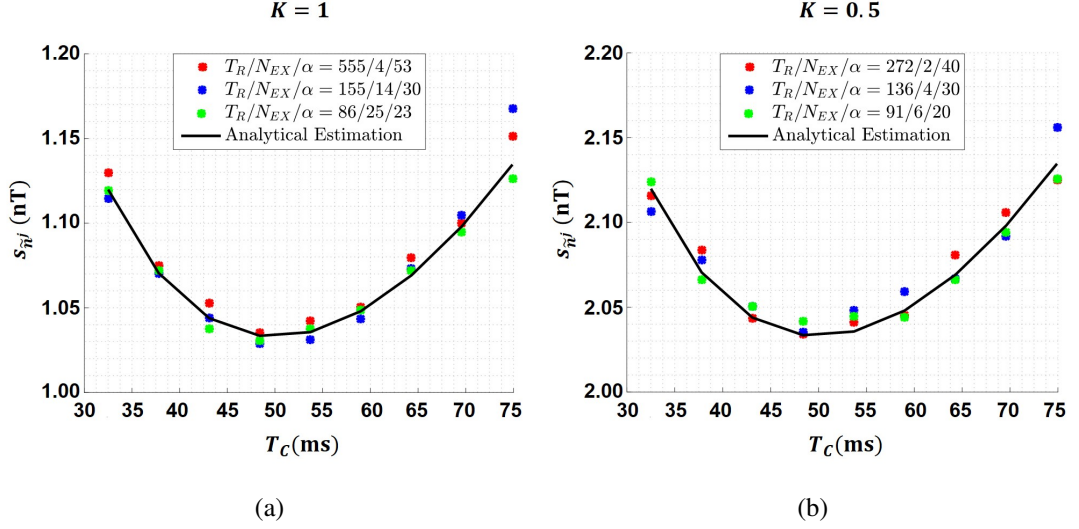 K = 1
1.20
1.15
1.10
1.05
1.00
s_{ñ^j} (nT)
T_R/N_EX/α = 555/4/53
T_R/N_EX/α = 155/14/30
T_R/N_EX/α = 86/25/23
Analytical Estimation
30 35 40 45 50 55 60 65 70 75
T_C(ms)
(a)
K = 0.5
2.20
2.15
2.10
2.05
2.00
s_{ñ^j} (nT)
T_R/N_EX/α = 272/2/40
T_R/N_EX/α = 136/4/30
T_R/N_EX/α = 91/6/20
Analytical Estimation
30 35 40 45 50 55 60 65 70 75
T_C(ms)
(b)